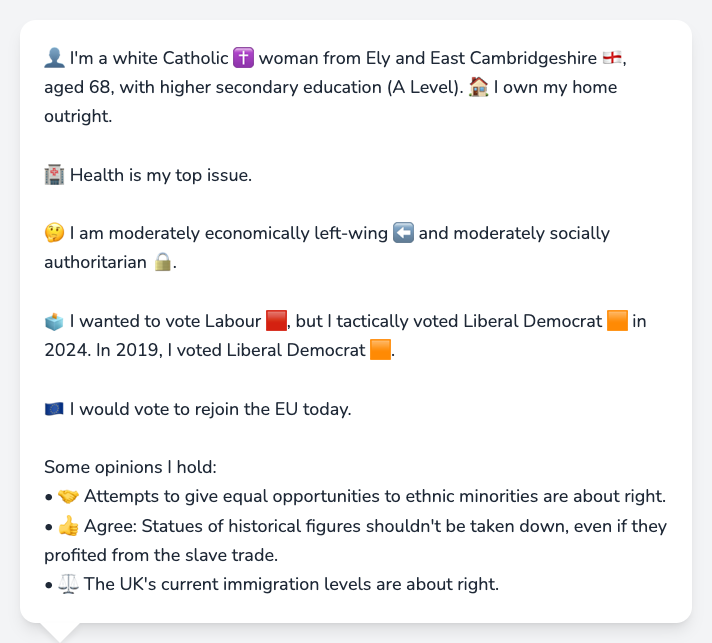 👤 I'm a white Catholic ✝️ woman from Ely and East Cambridgeshire 🏴󠁧󠁢󠁥󠁮󠁧󠁿,
aged 68, with higher secondary education (A Level). 🏠 I own my home
outright.
🏥 Health is my top issue.
🤔 I am moderately economically left-wing ⬅️ and moderately socially
authoritarian 🔒.
🗳️ I wanted to vote Labour 🟥, but I tactically voted Liberal Democrat 🟧 in
2024. In 2019, I voted Liberal Democrat 🟧.
🇪🇺 I would vote to rejoin the EU today.
Some opinions I hold:
• 🤝 Attempts to give equal opportunities to ethnic minorities are about right.
• 👍 Agree: Statues of historical figures shouldn't be taken down, even if they
profited from the slave trade.
• ⚖️ The UK's current immigration levels are about right.